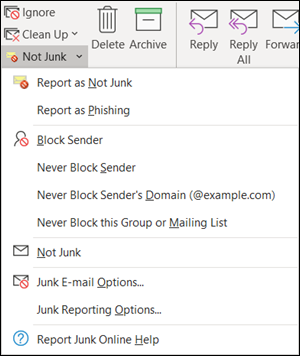 Ignore
Clean Up
Not Junk
Delete
Archive
Reply
Reply
All
Forwa
Report as Not Junk
Report as Phishing
Block Sender
Never Block Sender
Never Block Sender's Domain (@example.com)
Never Block this Group or Mailing List
Not Junk
Junk E-mail Options...
Junk Reporting Options...
Report Junk Online Help